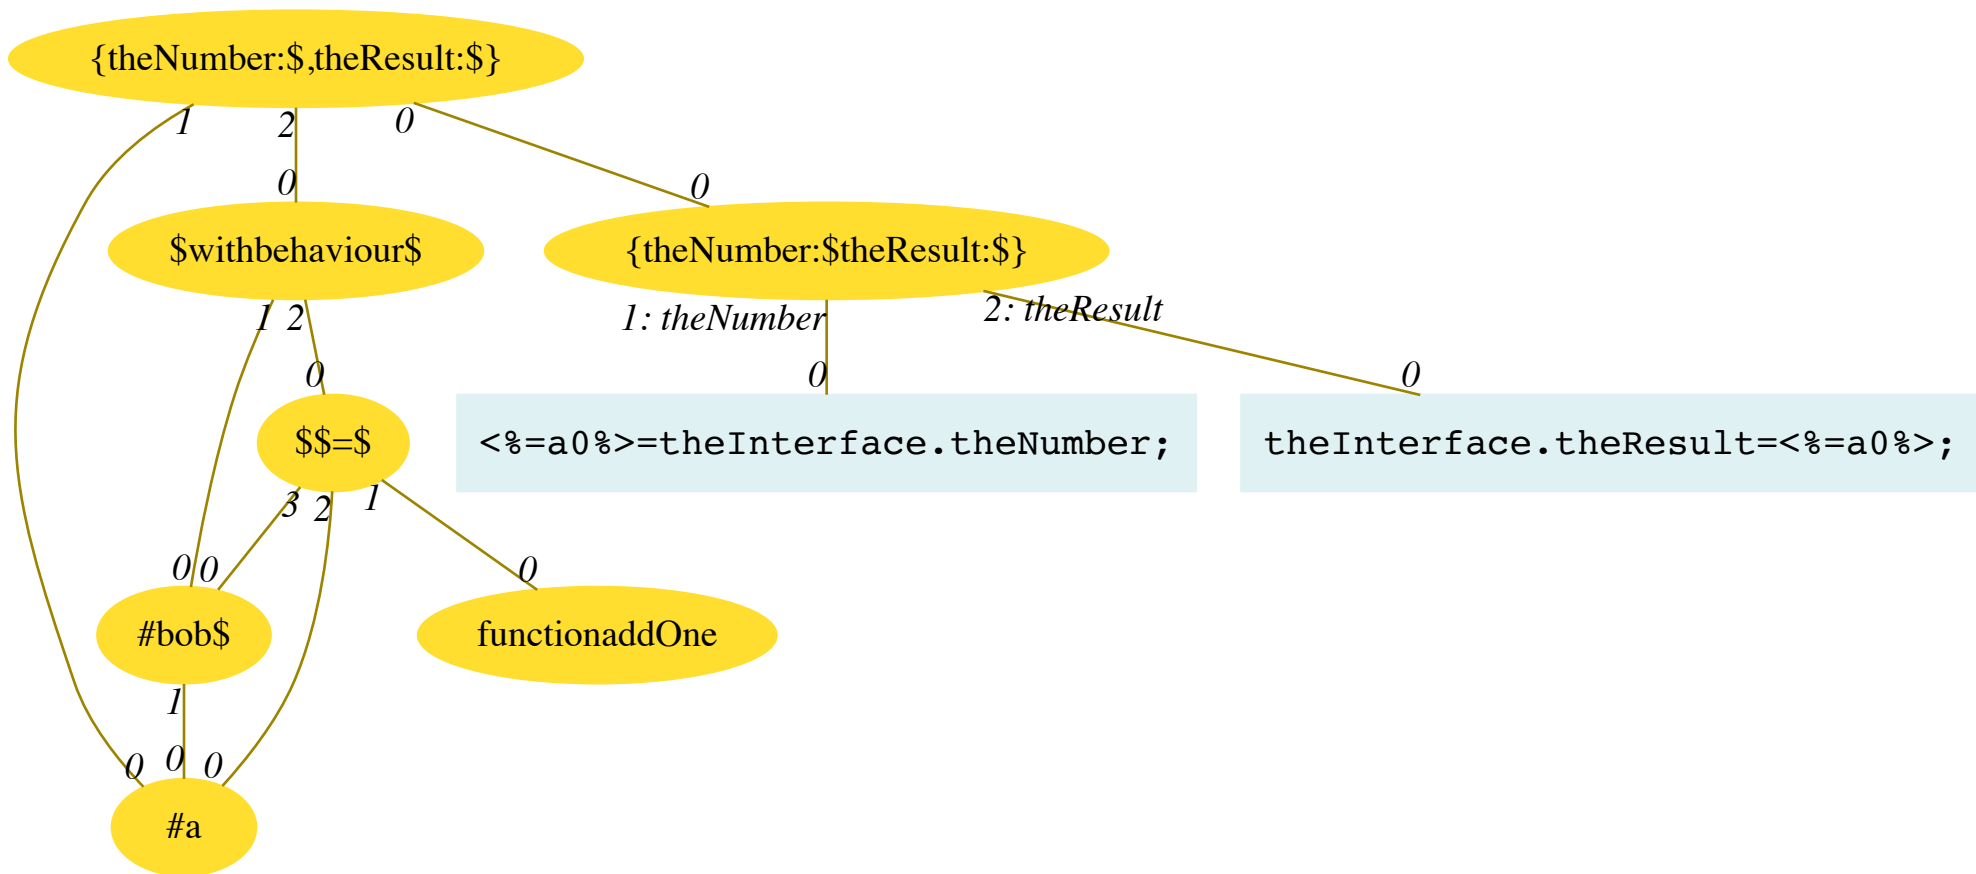 {theNumber:$,theResult:$}
1 2 0
0 0
$withbehaviour$ {theNumber:$theResult:$}
1 2 1: theNumber 2: theResult
0 0 0
$$=$ <%=a0%>=theInterface.theNumber; theInterface.theResult=<%=a0%>;
3 2 1
0 0 0
#bob$ functionaddOne
1
0 0 0
#a